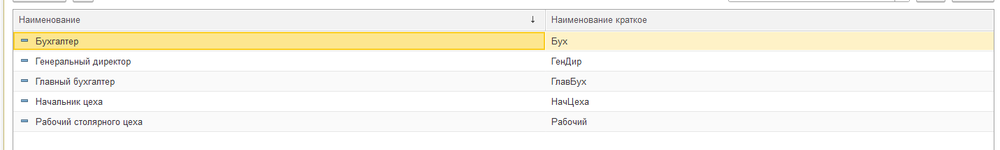 Наименование ↓ Наименование краткое
Бухгалтер Бух
Генеральный директор ГенДир
Главный бухгалтер ГлавБух
Начальник цеха НачЦеха
Рабочий столярного цеха Рабочий